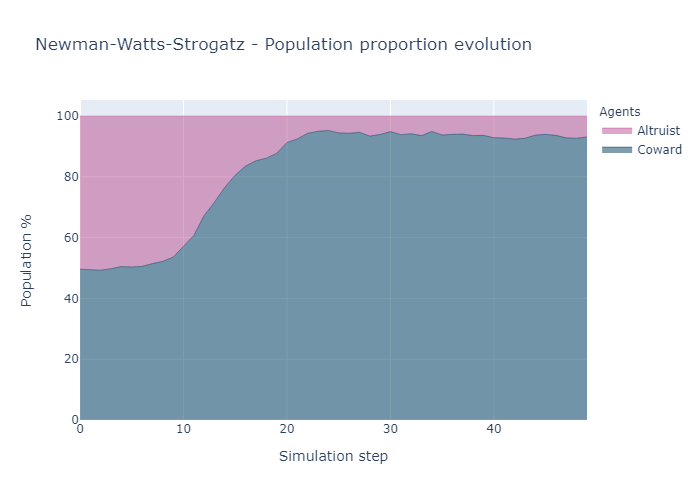 Newman-Watts-Strogatz - Population proportion evolution
Agents
Altruist
Coward
Population %
100
80
60
40
20
0
0 10 20 30 40
Simulation step